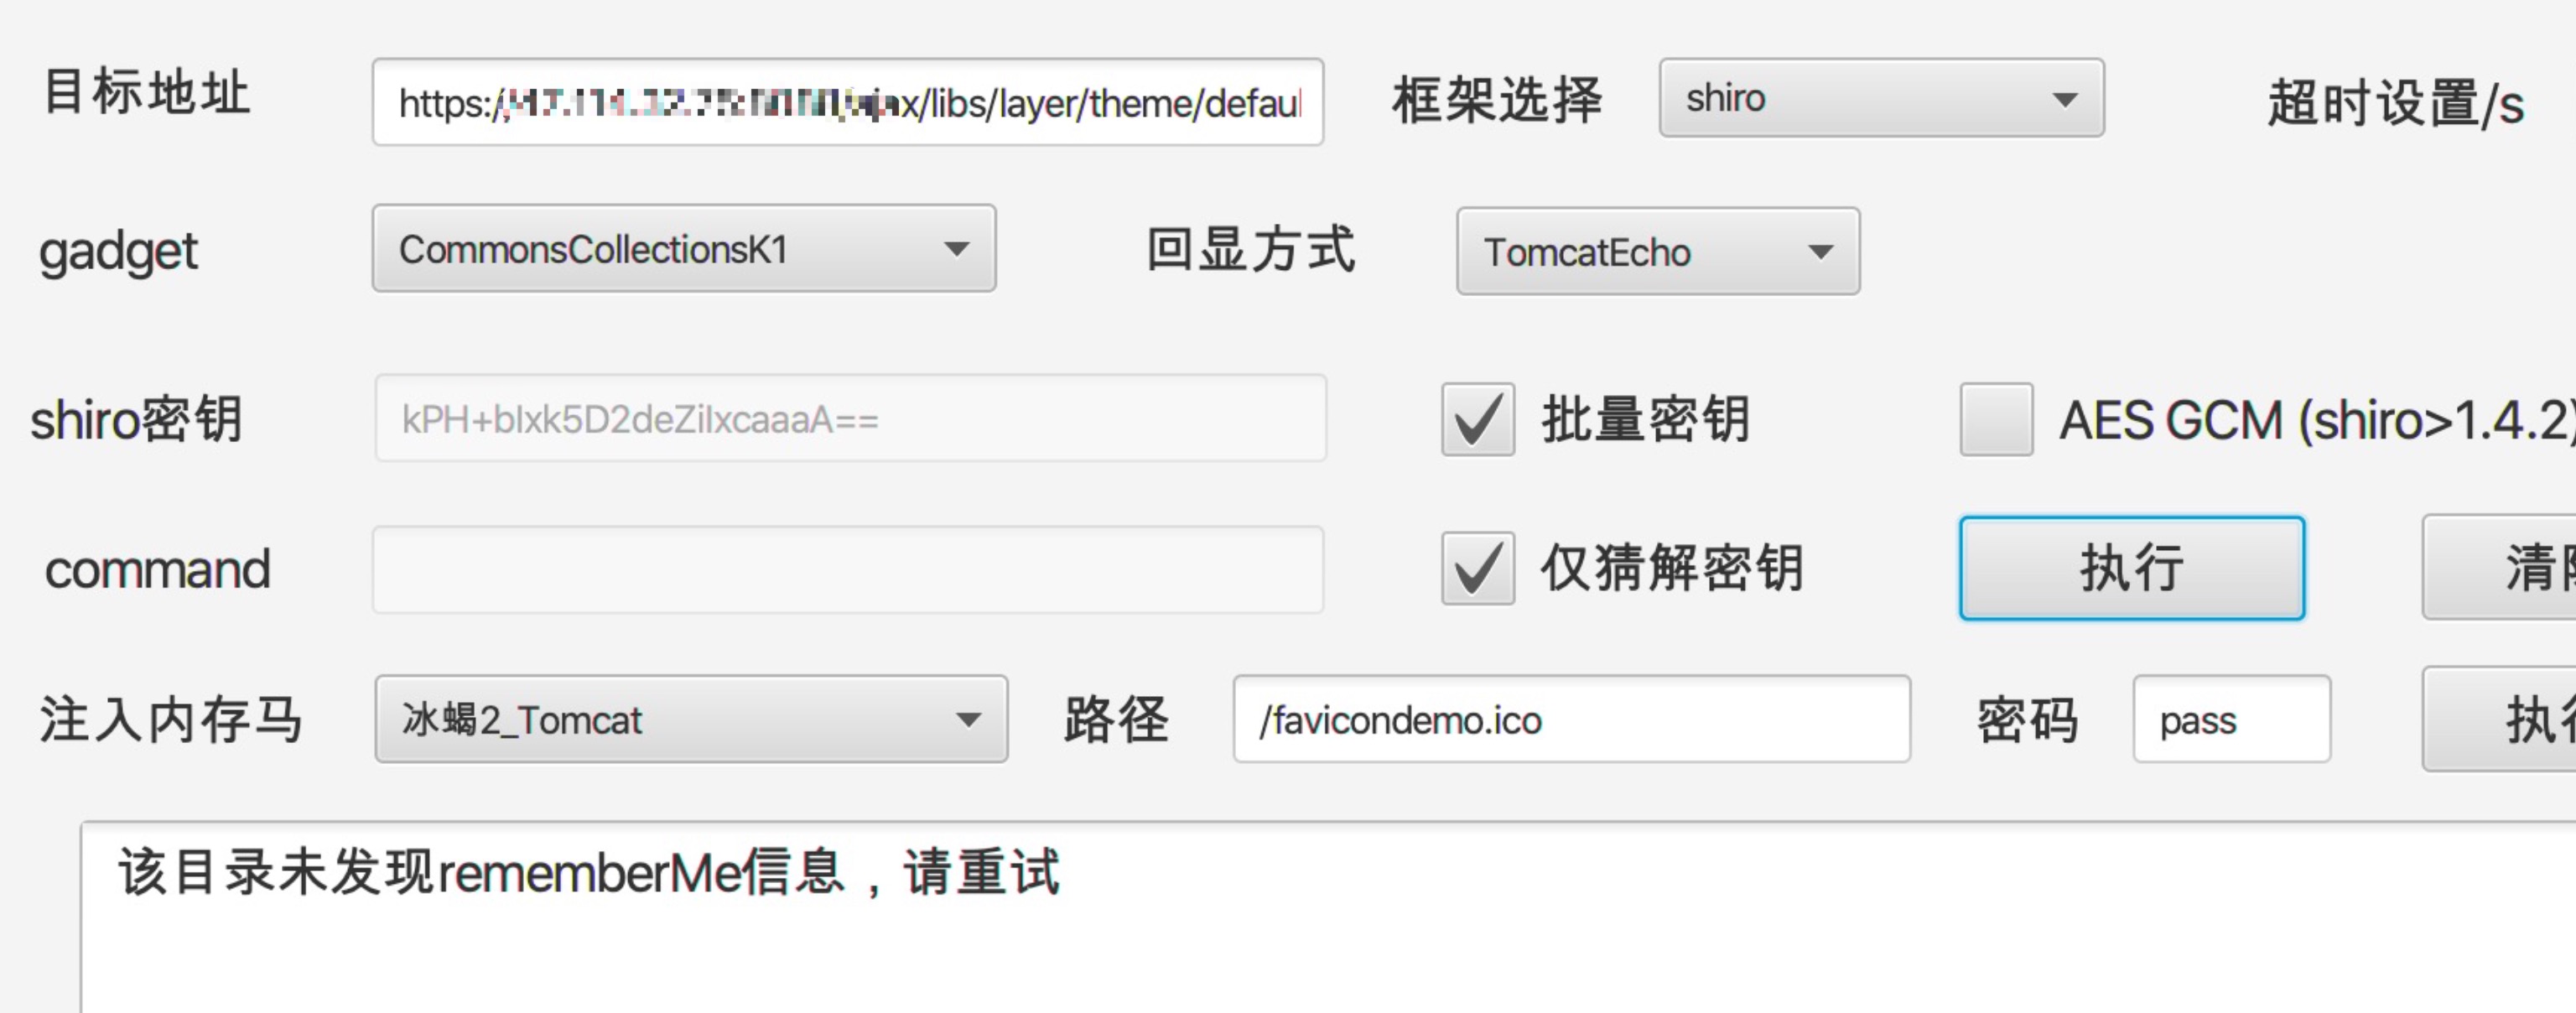 目标地址 https:/ x/libs/layer/theme/defaul 框架选择 shiro 超时设置/s
gadget CommonsCollectionsK1 回显方式 TomcatEcho
shiro密钥 kPH+bIxk5D2deZiIxcaaaA== 批量密钥 AES GCM (shiro>1.4.2)
command 仅猜解密钥 执行 清
注入内存马 冰蝎2_Tomcat 路径 /favicondemo.ico 密码 pass 执
该目录未发现rememberMe信息，请重试